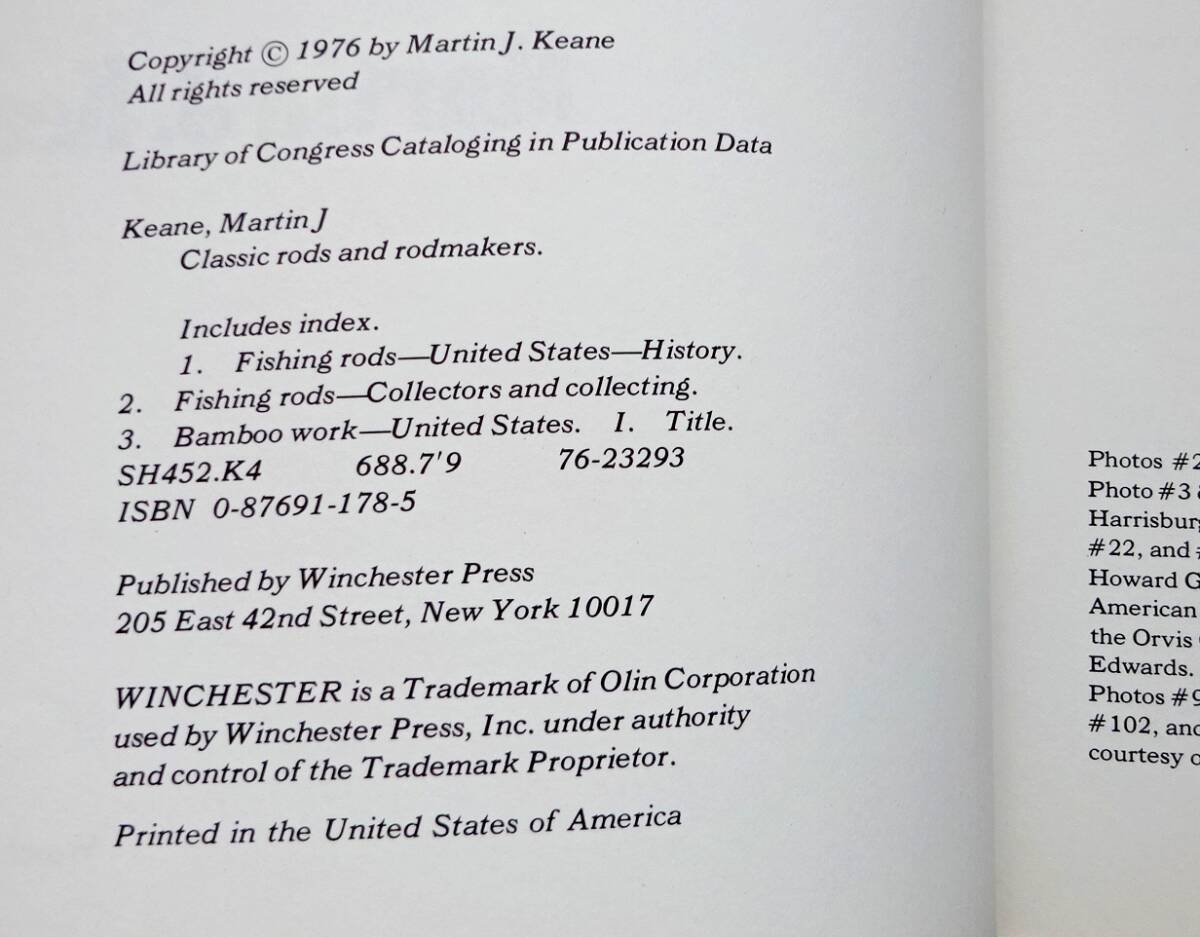 Copyright © 1976 by Martin J. Keane
All rights reserved
Library of Congress Cataloging in Publication Data
Keane, Martin J
Classic rods and rodmakers.
Includes index.
1. Fishing rods—United States—History.
2. Fishing rods—Collectors and collecting.
3. Bamboo work—United States. I. Title.
SH452.K4 688.7'9 76-23293
ISBN 0-87691-178-5
Published by Winchester Press
205 East 42nd Street, New York 10017
WINCHESTER is a Trademark of Olin Corporation
used by Winchester Press, Inc. under authority
and control of the Trademark Proprietor.
Printed in the United States of America
Photos #2
Photo #3
Harrisbur
#22, and
Howard G
American
the Orvis
Edwards.
Photos #9
#102, and
courtesy